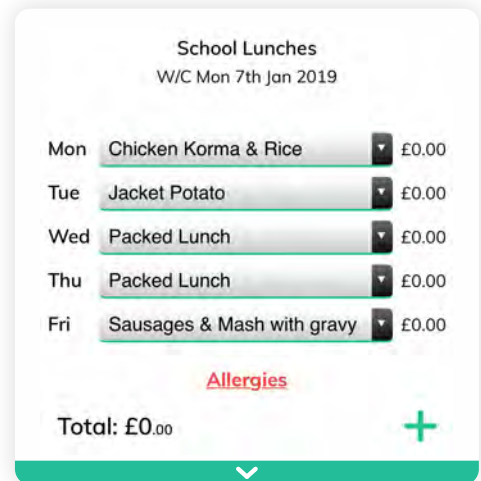 School Lunches
W/C Mon 7th Jan 2019
Mon Chicken Korma & Rice £0.00
Tue Jacket Potato £0.00
Wed Packed Lunch £0.00
Thu Packed Lunch £0.00
Fri Sausages & Mash with gravy £0.00
Allergies
Total: £0.00